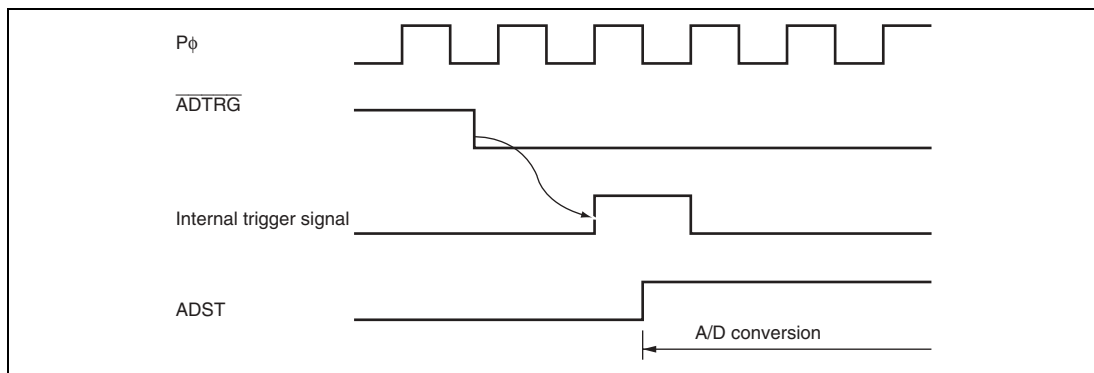 Pϕ
ADTRG
Internal trigger signal
ADST
A/D conversion